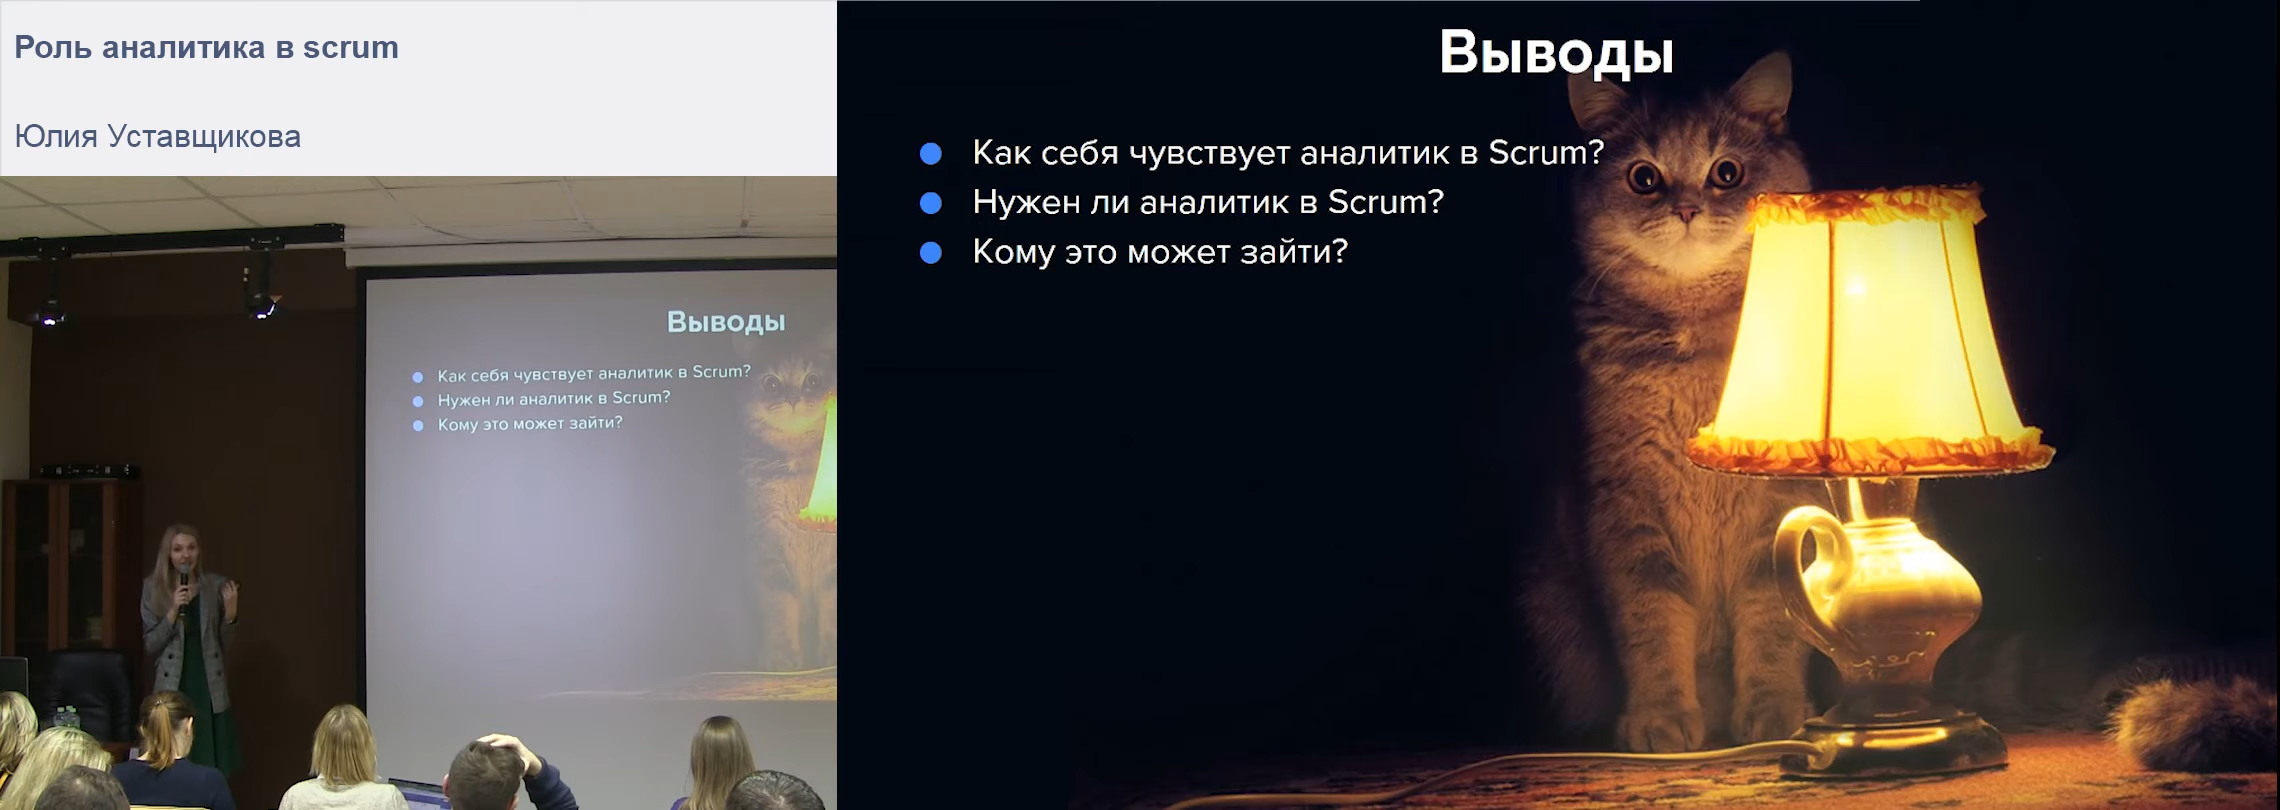 Роль аналитика в scrum
Юлия Уставщикова
Выводы
Как себя чувствует аналитик в Scrum?
Нужен ли аналитик в Scrum?
Кому это может зайти?
Выводы
Как себя чувствует аналитик в Scrum?
Нужен ли аналитик в Scrum?
Кому это может зайти?